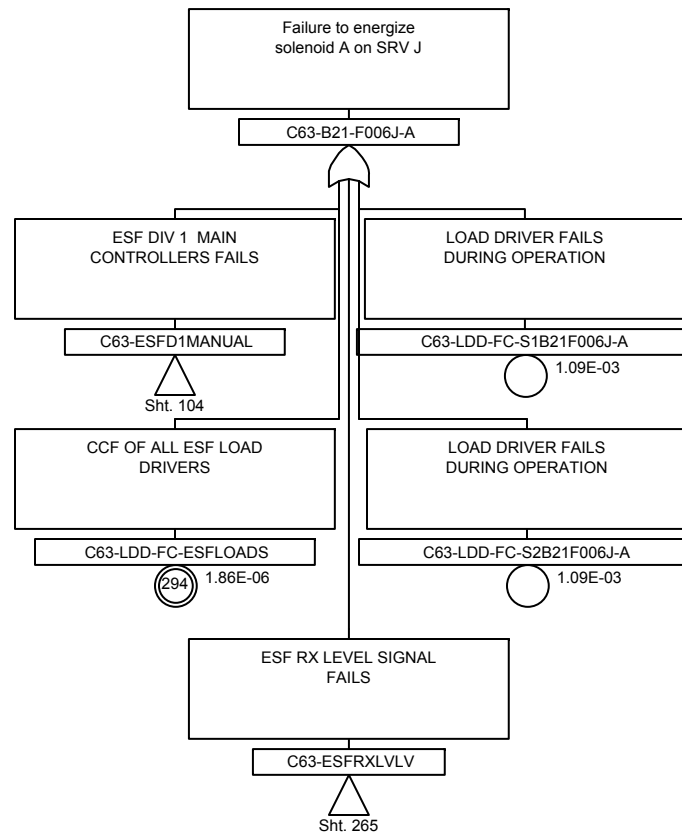 Failure to energize
solenoid A on SRV J
C63-B21-F006J-A
ESF DIV 1 MAIN
CONTROLLERS FAILS
C63-ESFD1MANUAL
Sht. 104
LOAD DRIVER FAILS
DURING OPERATION
C63-LDD-FC-S1B21F006J-A
1.09E-03
CCF OF ALL ESF LOAD
DRIVERS
C63-LDD-FC-ESFLOADS
294
1.86E-06
LOAD DRIVER FAILS
DURING OPERATION
C63-LDD-FC-S2B21F006J-A
1.09E-03
ESF RX LEVEL SIGNAL
FAILS
C63-ESFRXLVLV
Sht. 265